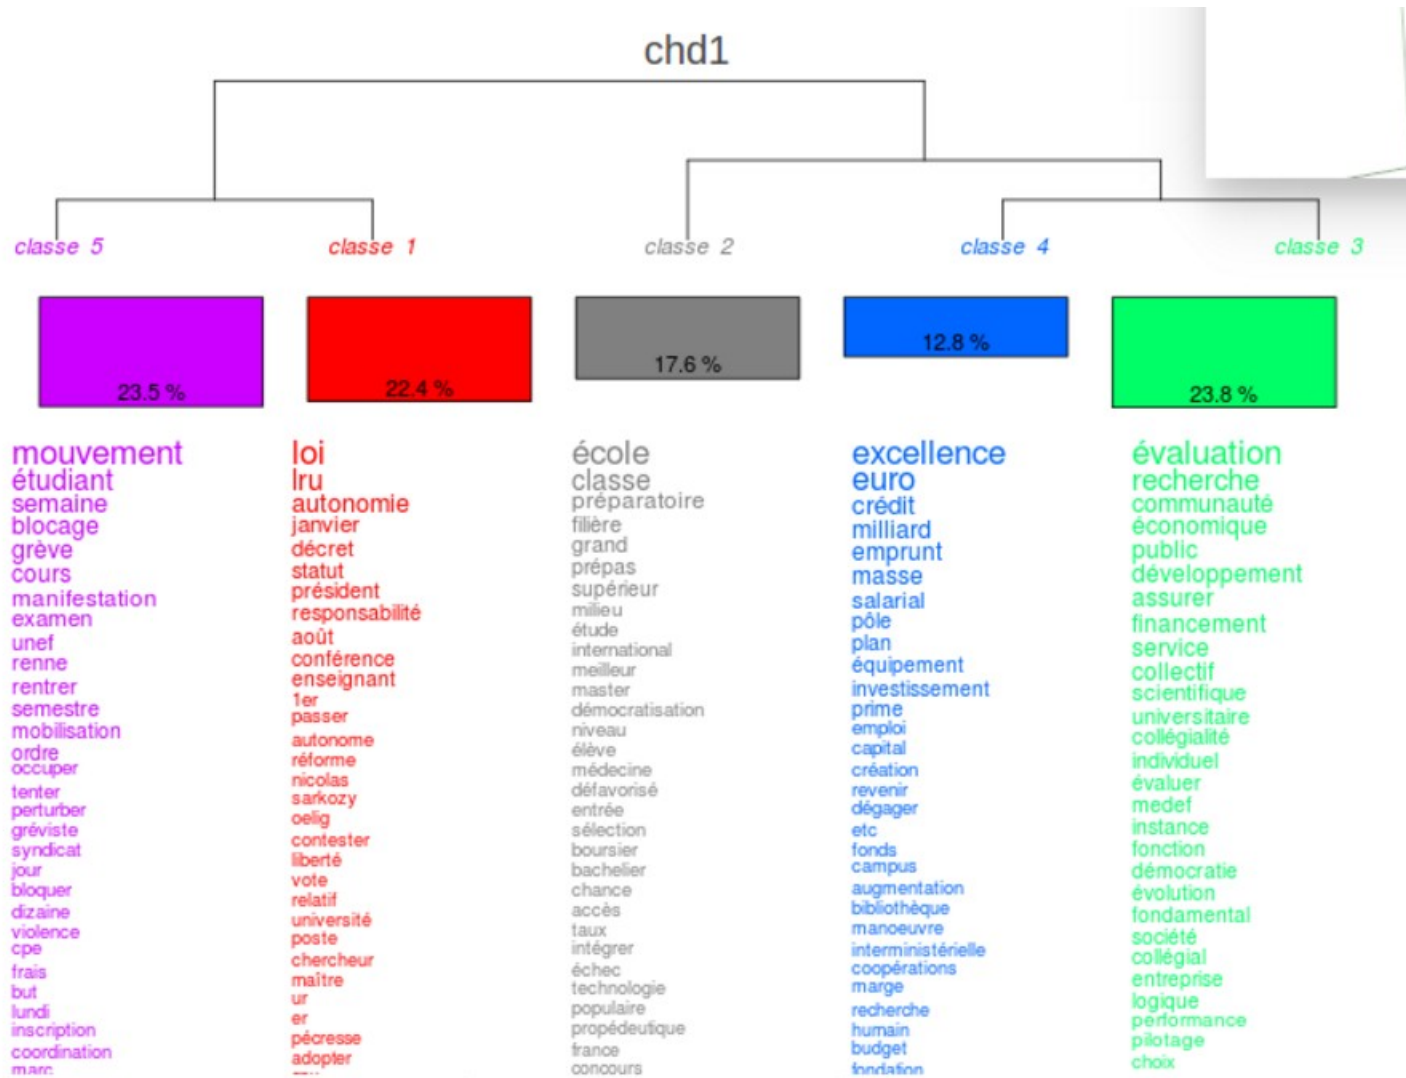 chd1
classe 5
classe 1
classe 2
classe 4
classe 3
23.5 %
22.4 %
17.6 %
12.8 %
23.8 %
mouvement
étudiant
semaine
blocage
grève
cours
manifestation
examen
unef
renne
rentrer
semestre
mobilisation
ordre
occuper
tenter
perturber
gréviste
syndicat
jour
bloquer
dizaine
violence
cpe
frais
but
lundi
inscription
coordination
marc
loi
lru
autonomie
janvier
décret
statut
président
responsabilité
août
conférence
enseignant
1er
passer
autonome
réforme
nicolas
sarkozy
oelig
contester
liberté
vote
relatif
université
poste
chercheur
maître
ur
er
pécresse
adopter
école
classe
préparatoire
filière
grand
prépas
supérieur
milieu
étude
international
meilleur
master
démocratisation
niveau
élève
médecine
défavorisé
entrée
sélection
boursier
bachelier
chance
accès
taux
intégrer
échec
technologie
populaire
propédeutique
france
concours
excellence
euro
crédit
milliard
emprunt
masse
salarial
pôle
plan
équipement
investissement
prime
emploi
capital
création
revenir
dégager
etc
fonds
campus
augmentation
bibliothèque
manoeuvre
interministérielle
coopérations
marge
recherche
humain
budget
fondation
évaluation
recherche
communauté
économique
public
développement
assurer
financement
service
collectif
scientifique
universitaire
collégialité
individuel
évaluer
medef
instance
fonction
démocratie
évolution
fondamental
société
collégial
entreprise
logique
performance
pilotage
choix